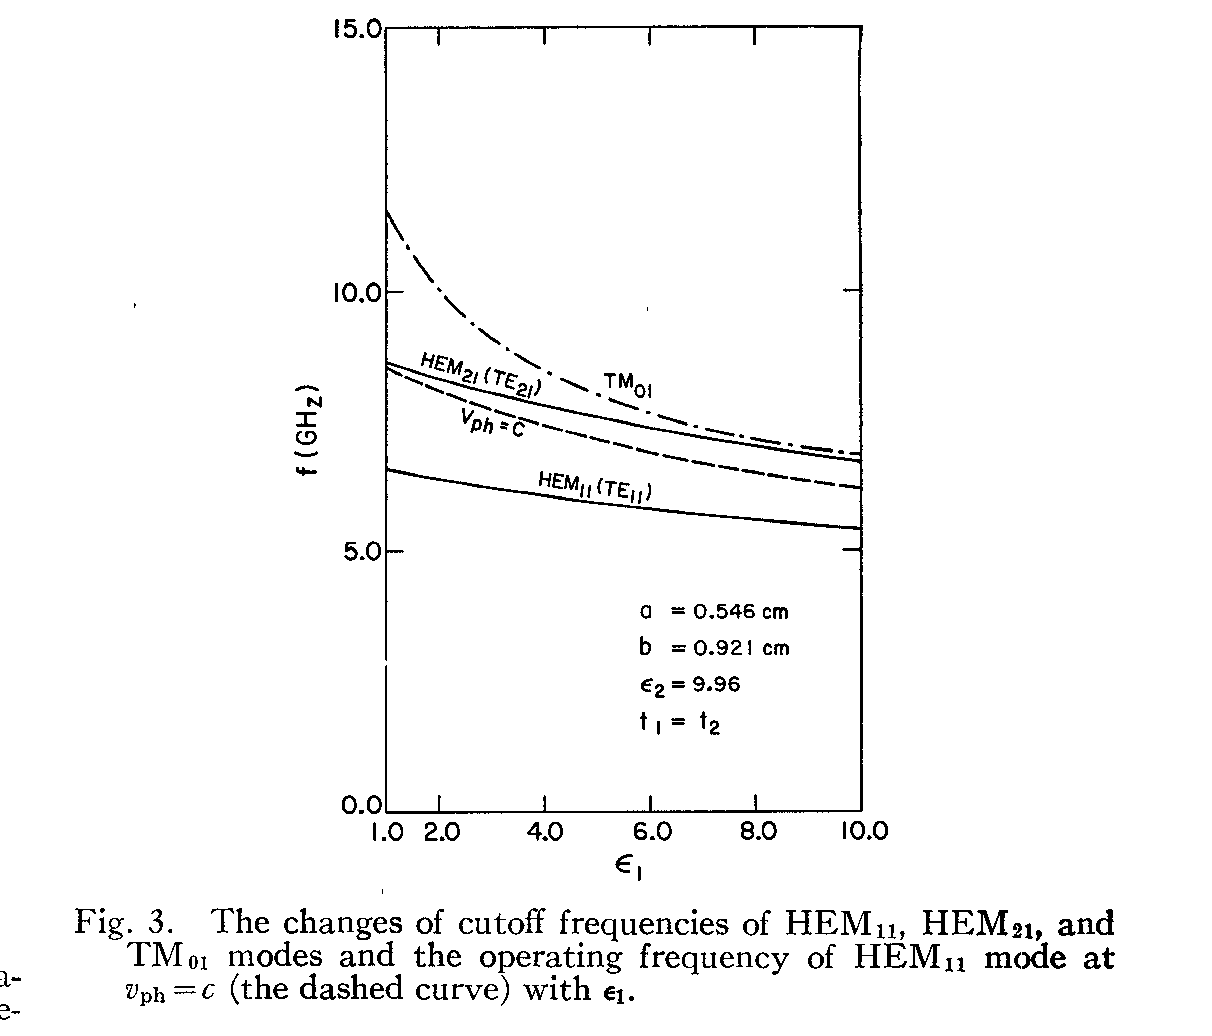 15.0
10.0
5.0
0.0
f (GHz)
TM01
HEM21 (TE21)
Vph = C
HEM11 (TE11)
a = 0.546 cm
b = 0.921 cm
ϵ2 = 9.96
t1 = t2
1.0 2.0 4.0 6.0 8.0 10.0
ϵ1
Fig. 3. The changes of cutoff frequencies of HEM11, HEM21, and
TM01 modes and the operating frequency of HEM11 mode at
a-
vph = c (the dashed curve) with ϵ1.
e-